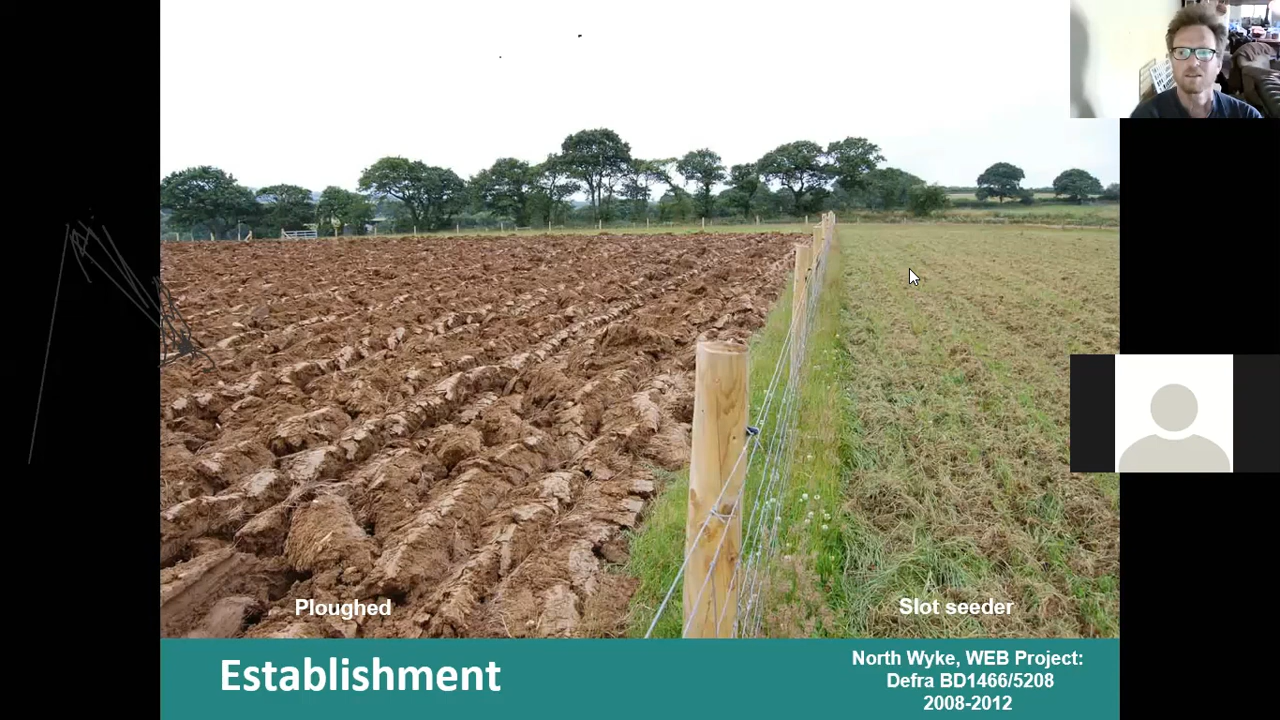 Ploughed
Slot seeder
Establishment
North Wyke, WEB Project:
Defra BD1466/5208
2008-2012